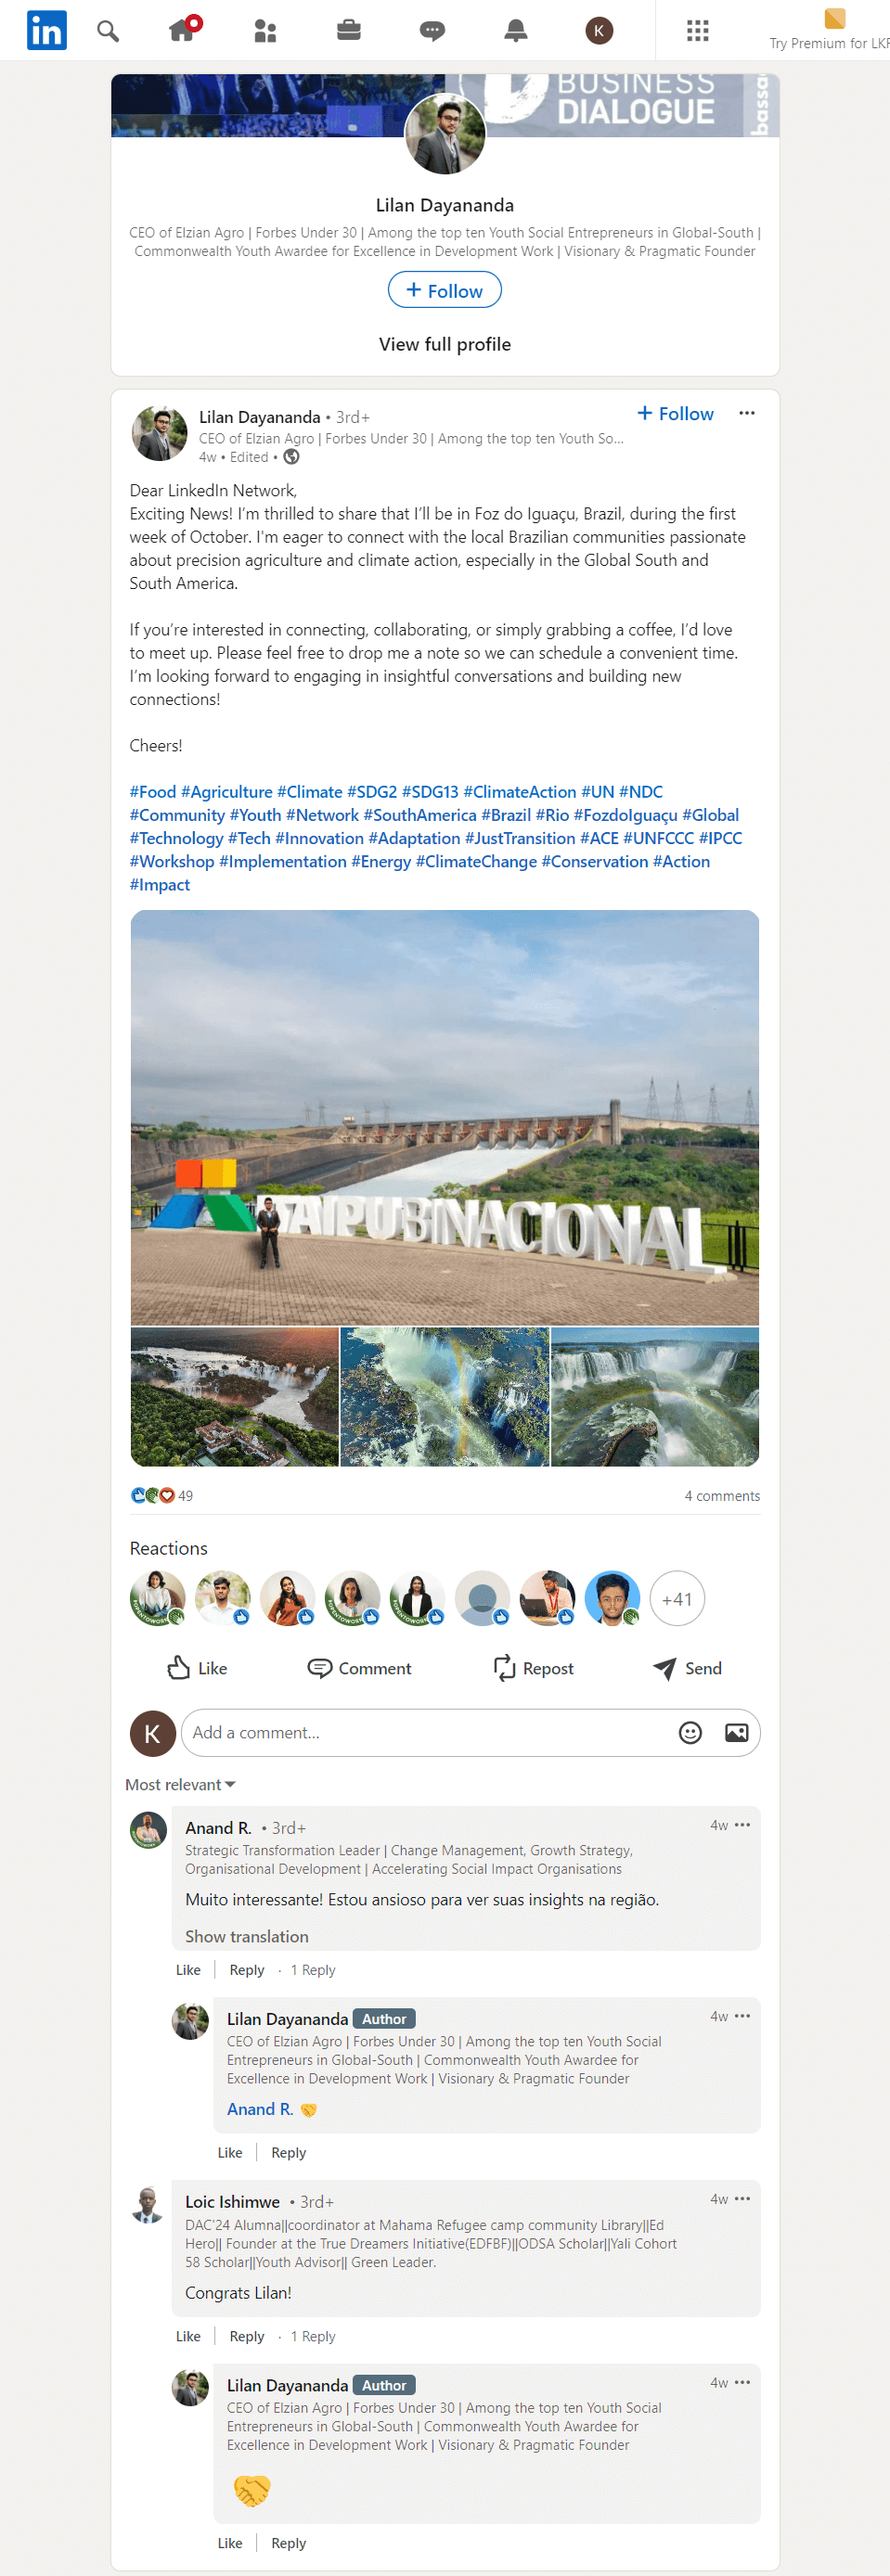 in
K
Try Premium for LKR
BUSINESS
DIALOGUE
bassa
Lilan Dayananda
CEO of Elzian Agro | Forbes Under 30 | Among the top ten Youth Social Entrepreneurs in Global-South |
Commonwealth Youth Awardee for Excellence in Development Work | Visionary & Pragmatic Founder
+ Follow
View full profile
Lilan Dayananda • 3rd+
+ Follow
CEO of Elzian Agro | Forbes Under 30 | Among the top ten Youth So...
4w • Edited •
Dear LinkedIn Network,
Exciting News! I’m thrilled to share that I’ll be in Foz do Iguaçu, Brazil, during the first
week of October. I'm eager to connect with the local Brazilian communities passionate
about precision agriculture and climate action, especially in the Global South and
South America.
If you’re interested in connecting, collaborating, or simply grabbing a coffee, I’d love
to meet up. Please feel free to drop me a note so we can schedule a convenient time.
I’m looking forward to engaging in insightful conversations and building new
connections!
Cheers!
#Food #Agriculture #Climate #SDG2 #SDG13 #ClimateAction #UN #NDC
#Community #Youth #Network #SouthAmerica #Brazil #Rio #FozdoIguaçu #Global
#Technology #Tech #Innovation #Adaptation #JustTransition #ACE #UNFCCC #IPCC
#Workshop #Implementation #Energy #ClimateChange #Conservation #Action
#Impact
ITAIPU BINACIONAL
49
4 comments
Reactions
#OPENTOWORK
#OPENTOWORK
#OPENTOWORK
+41
Like
Comment
Repost
Send
K
Add a comment...
Most relevant
Anand R. • 3rd+
4w
Strategic Transformation Leader | Change Management, Growth Strategy,
Organisational Development | Accelerating Social Impact Organisations
Muito interessante! Estou ansioso para ver suas insights na região.
Show translation
Like
Reply · 1 Reply
Lilan Dayananda Author
4w
CEO of Elzian Agro | Forbes Under 30 | Among the top ten Youth Social
Entrepreneurs in Global-South | Commonwealth Youth Awardee for
Excellence in Development Work | Visionary & Pragmatic Founder
Anand R. 🤝
Like
Reply
Loic Ishimwe • 3rd+
4w
DAC'24 Alumna||coordinator at Mahama Refugee camp community Library||Ed
Hero|| Founder at the True Dreamers Initiative(EDFBF)||ODSA Scholar||Yali Cohort
58 Scholar||Youth Advisor|| Green Leader.
Congrats Lilan!
Like
Reply · 1 Reply
Lilan Dayananda Author
4w
CEO of Elzian Agro | Forbes Under 30 | Among the top ten Youth Social
Entrepreneurs in Global-South | Commonwealth Youth Awardee for
Excellence in Development Work | Visionary & Pragmatic Founder
🤝
Like
Reply